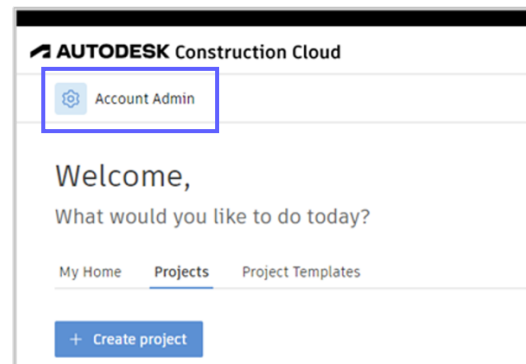 AUTODESK Construction Cloud
Account Admin
Welcome,
What would you like to do today?
My Home Projects Project Templates
+ Create project